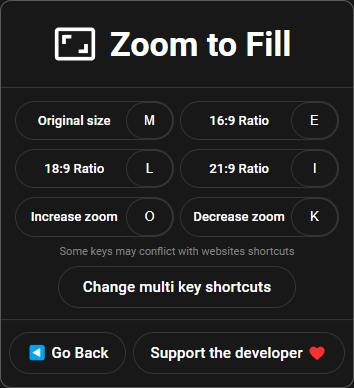 Zoom to Fill
Original size M 16:9 Ratio E
18:9 Ratio L 21:9 Ratio I
Increase zoom O Decrease zoom K
Some keys may conflict with websites shortcuts
Change multi key shortcuts
◀️ Go Back Support the developer ❤️